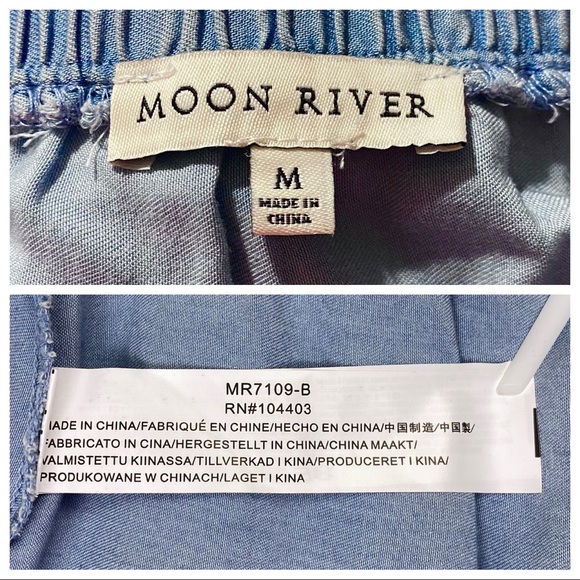 MOON RIVER
M
MADE IN
CHINA
MR7109-B
RN#104403
MADE IN CHINA/FABRIQUÉ EN CHINE/HECHO EN CHINA/中国制造/中國製/
FABBRICATO IN CINA/HERGESTELLT IN CHINA/CHINA MAAKT/
VALMISTETTU KIINASSA/TILLVERKAD I KINA/PRODUCERET I KINA/
PRODUKOWANE W CHINACH/LAGET I KINA